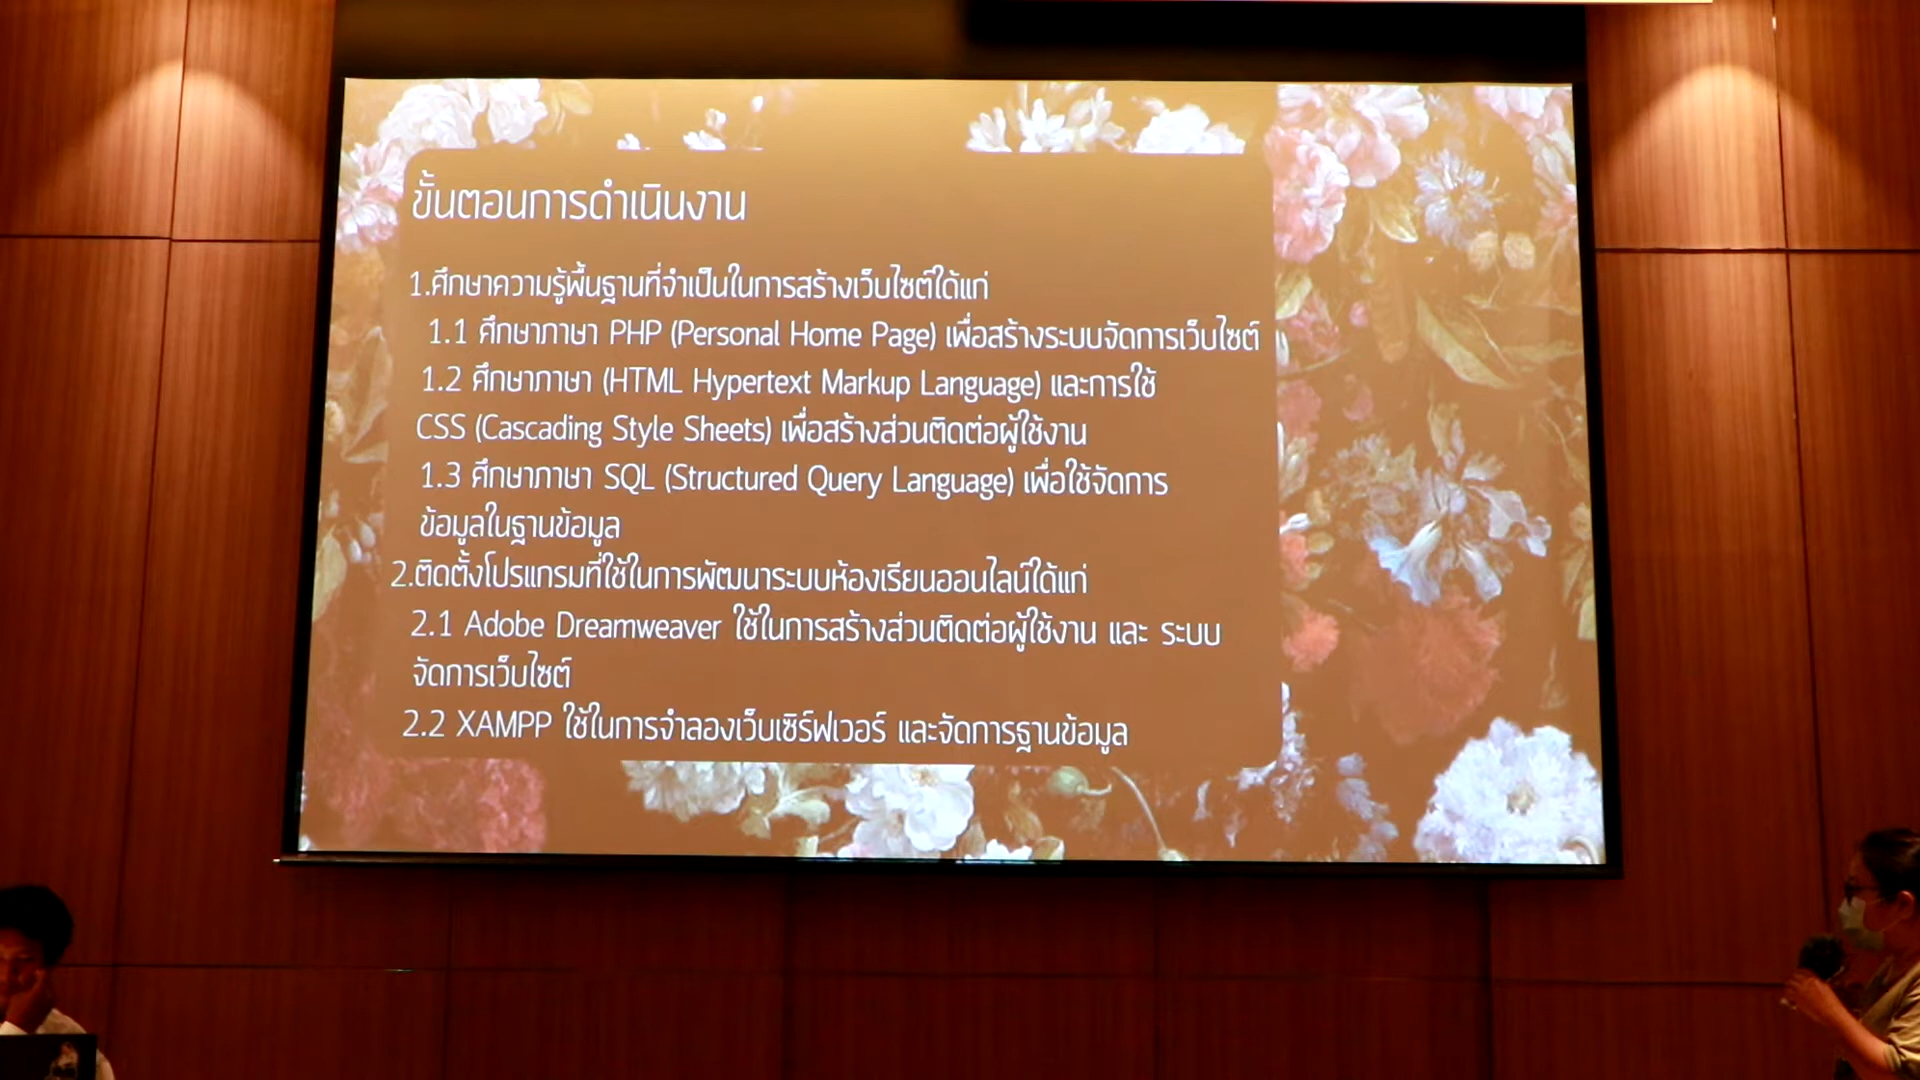 ขั้นตอนการดำเนินงาน
1.ศึกษาความรู้พื้นฐานที่จำเป็นในการสร้างเว็บไซต์ได้แก่
1.1 ศึกษาภาษา PHP (Personal Home Page) เพื่อสร้างระบบจัดการเว็บไซต์
1.2 ศึกษาภาษา (HTML Hypertext Markup Language) และการใช้
CSS (Cascading Style Sheets) เพื่อสร้างส่วนติดต่อผู้ใช้งาน
1.3 ศึกษาภาษา SQL (Structured Query Language) เพื่อใช้จัดการ
ข้อมูลในฐานข้อมูล
2.ติดตั้งโปรแกรมที่ใช้ในการพัฒนาระบบห้องเรียนออนไลน์ได้แก่
2.1 Adobe Dreamweaver ใช้ในการสร้างส่วนติดต่อผู้ใช้งาน และ ระบบ
จัดการเว็บไซต์
2.2 XAMPP ใช้ในการจำลองเว็บเซิร์ฟเวอร์ และจัดการฐานข้อมูล